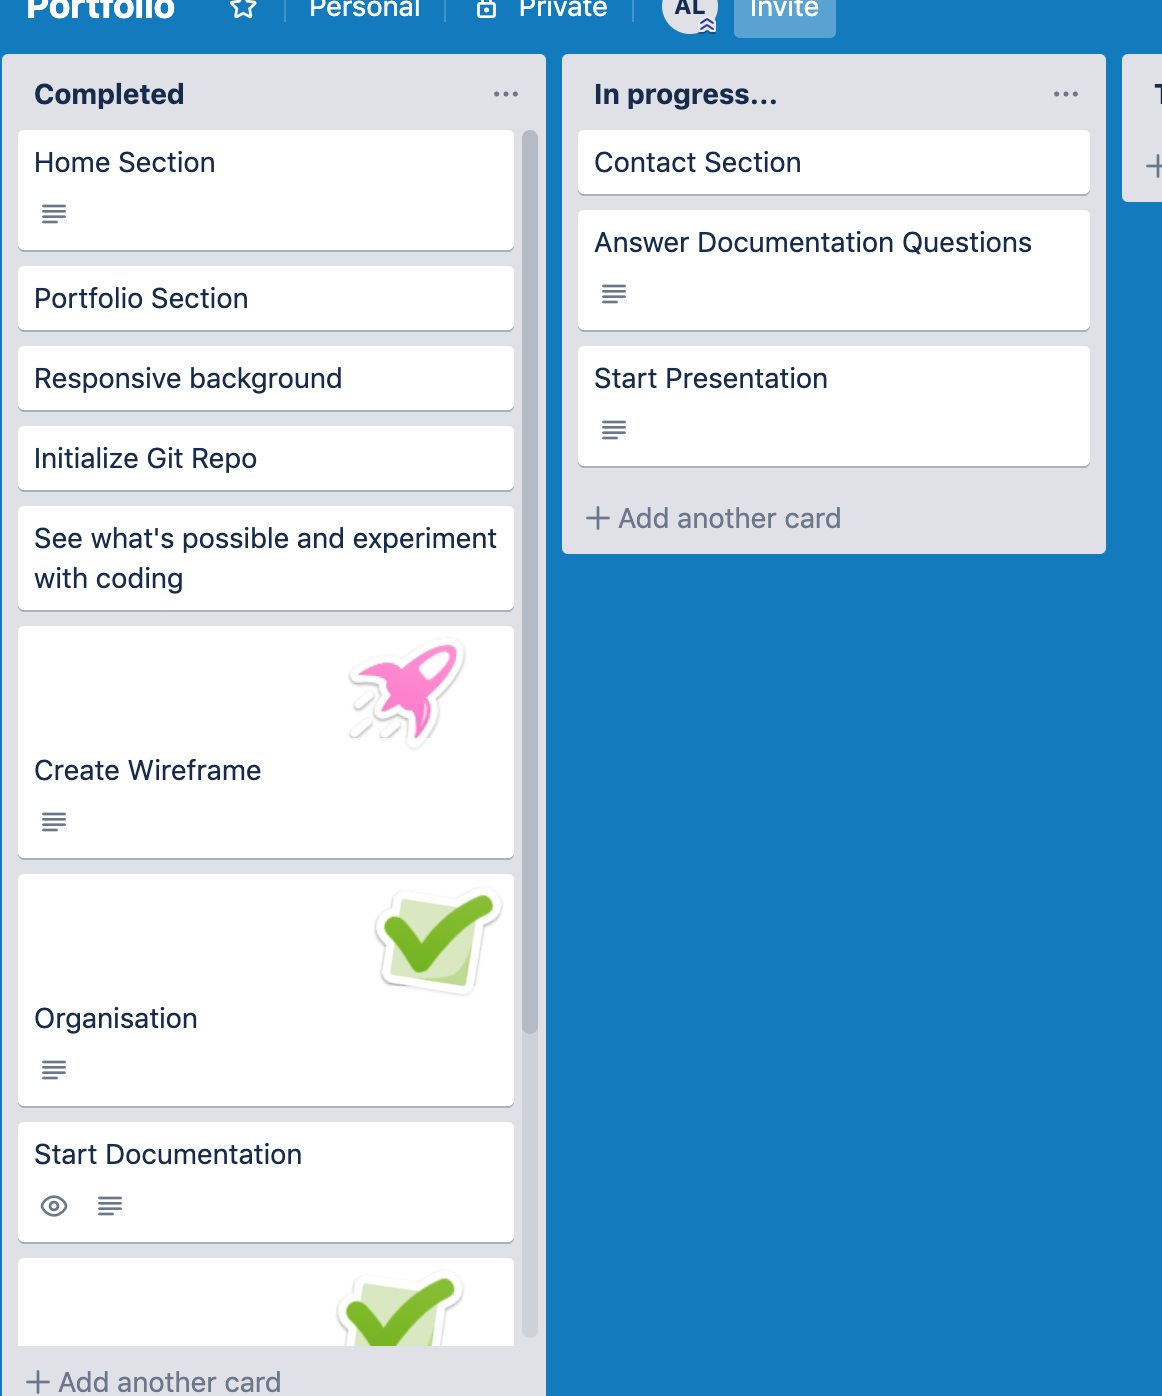 Portfolio Personal Private AL Invite
Completed
Home Section
Portfolio Section
Responsive background
Initialize Git Repo
See what's possible and experiment
with coding
Create Wireframe
Organisation
Start Documentation
+ Add another card
In progress...
Contact Section
Answer Documentation Questions
Start Presentation
+ Add another card